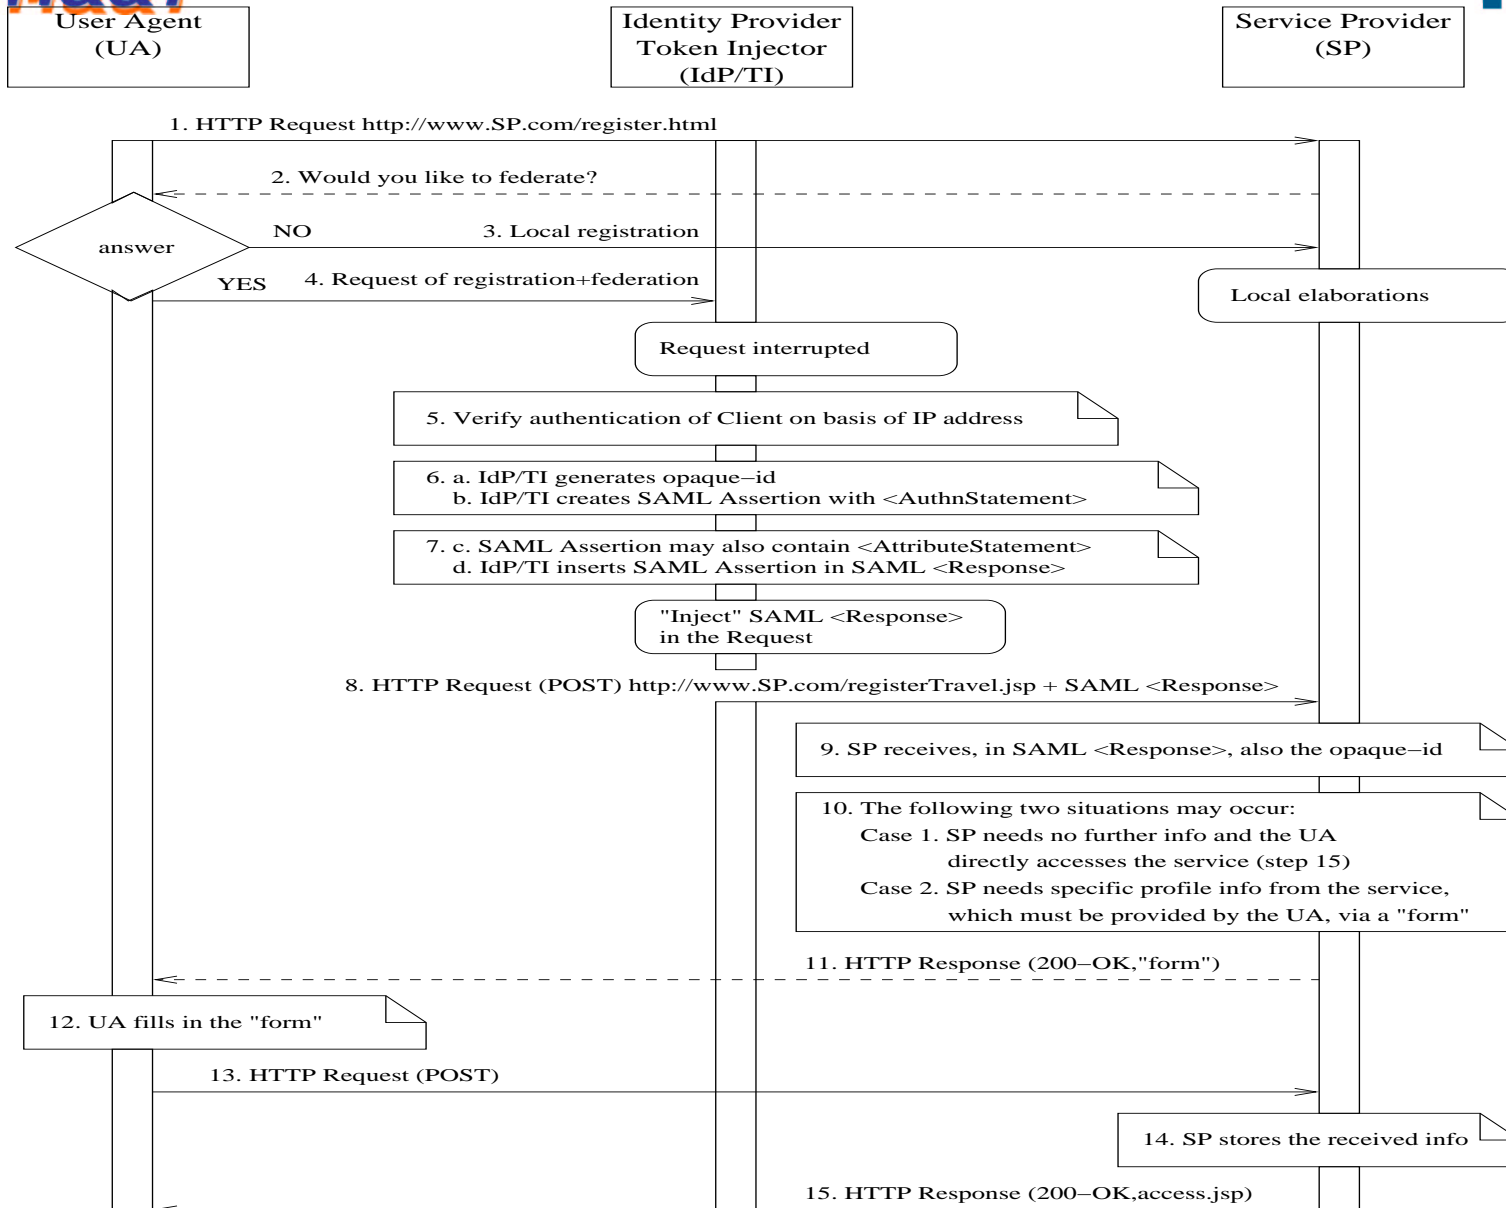 User Agent
(UA)
Identity Provider
Token Injector
(IdP/TI)
Service Provider
(SP)
1. HTTP Request http://www.SP.com/register.html
2. Would you like to federate?
answer
NO
3. Local registration
YES
4. Request of registration+federation
Local elaborations
Request interrupted
5. Verify authentication of Client on basis of IP address
6. a. IdP/TI generates opaque−id
b. IdP/TI creates SAML Assertion with <AuthnStatement>
7. c. SAML Assertion may also contain <AttributeStatement>
d. IdP/TI inserts SAML Assertion in SAML <Response>
"Inject" SAML <Response>
in the Request
8. HTTP Request (POST) http://www.SP.com/registerTravel.jsp + SAML <Response>
9. SP receives, in SAML <Response>, also the opaque−id
10. The following two situations may occur:
Case 1. SP needs no further info and the UA
directly accesses the service (step 15)
Case 2. SP needs specific profile info from the service,
which must be provided by the UA, via a "form"
11. HTTP Response (200−OK,"form")
12. UA fills in the "form"
13. HTTP Request (POST)
14. SP stores the received info
15. HTTP Response (200−OK,access.jsp)